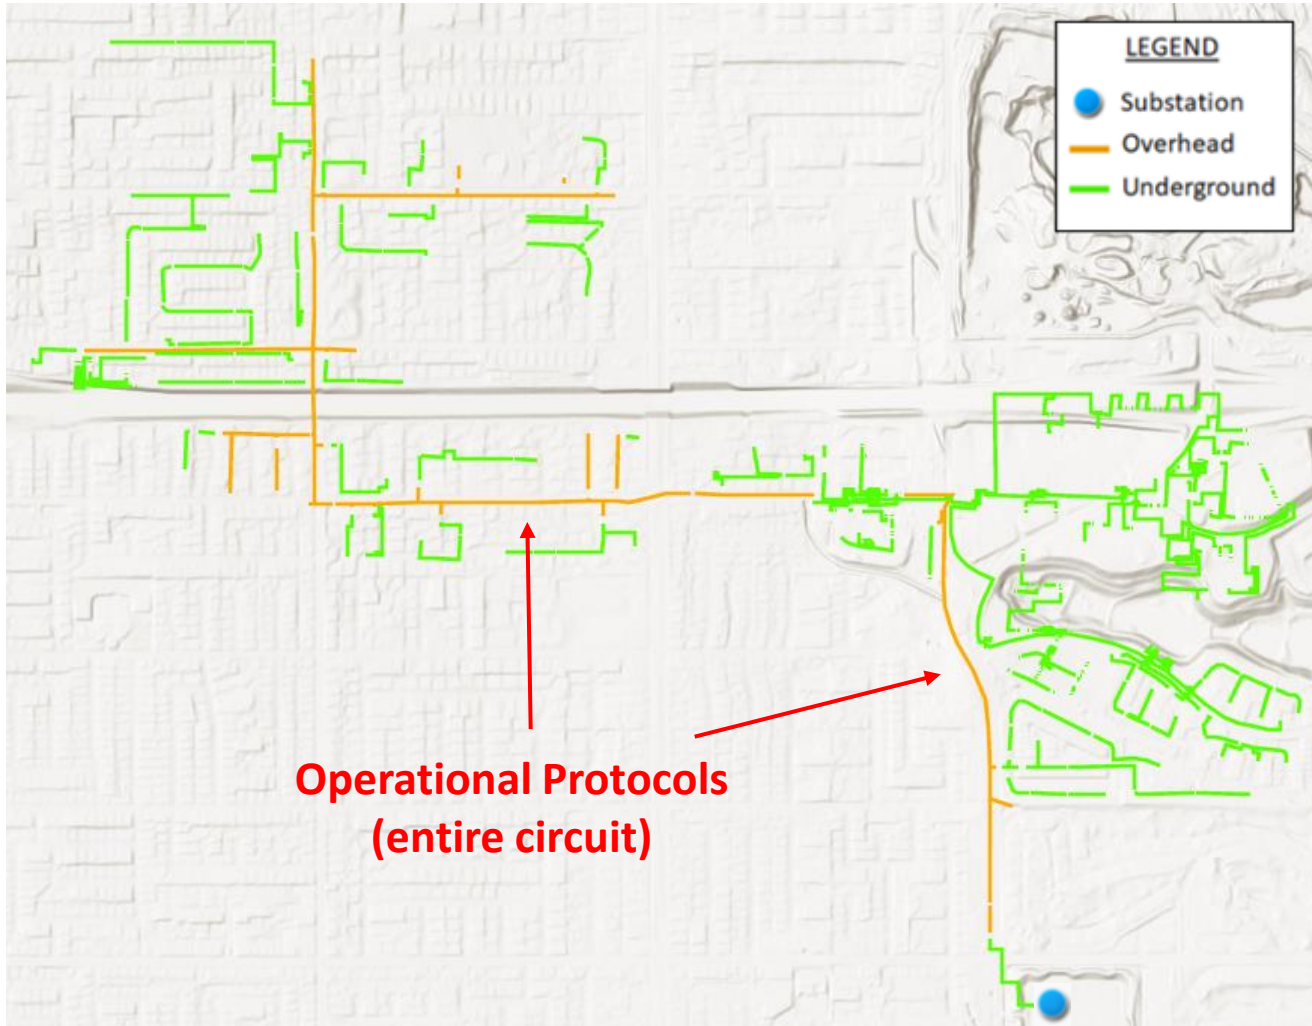 LEGEND
Substation
Overhead
Underground
Operational Protocols
(entire circuit)